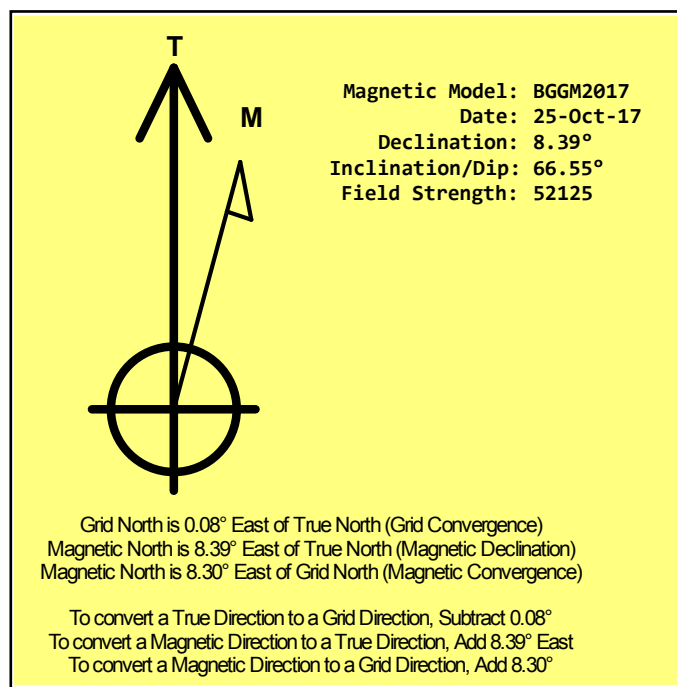 T
M
Magnetic Model: BGGM2017
Date: 25-Oct-17
Declination: 8.39°
Inclination/Dip: 66.55°
Field Strength: 52125
Grid North is 0.08° East of True North (Grid Convergence)
Magnetic North is 8.39° East of True North (Magnetic Declination)
Magnetic North is 8.30° East of Grid North (Magnetic Convergence)
To convert a True Direction to a Grid Direction, Subtract 0.08°
To convert a Magnetic Direction to a True Direction, Add 8.39° East
To convert a Magnetic Direction to a Grid Direction, Add 8.30°